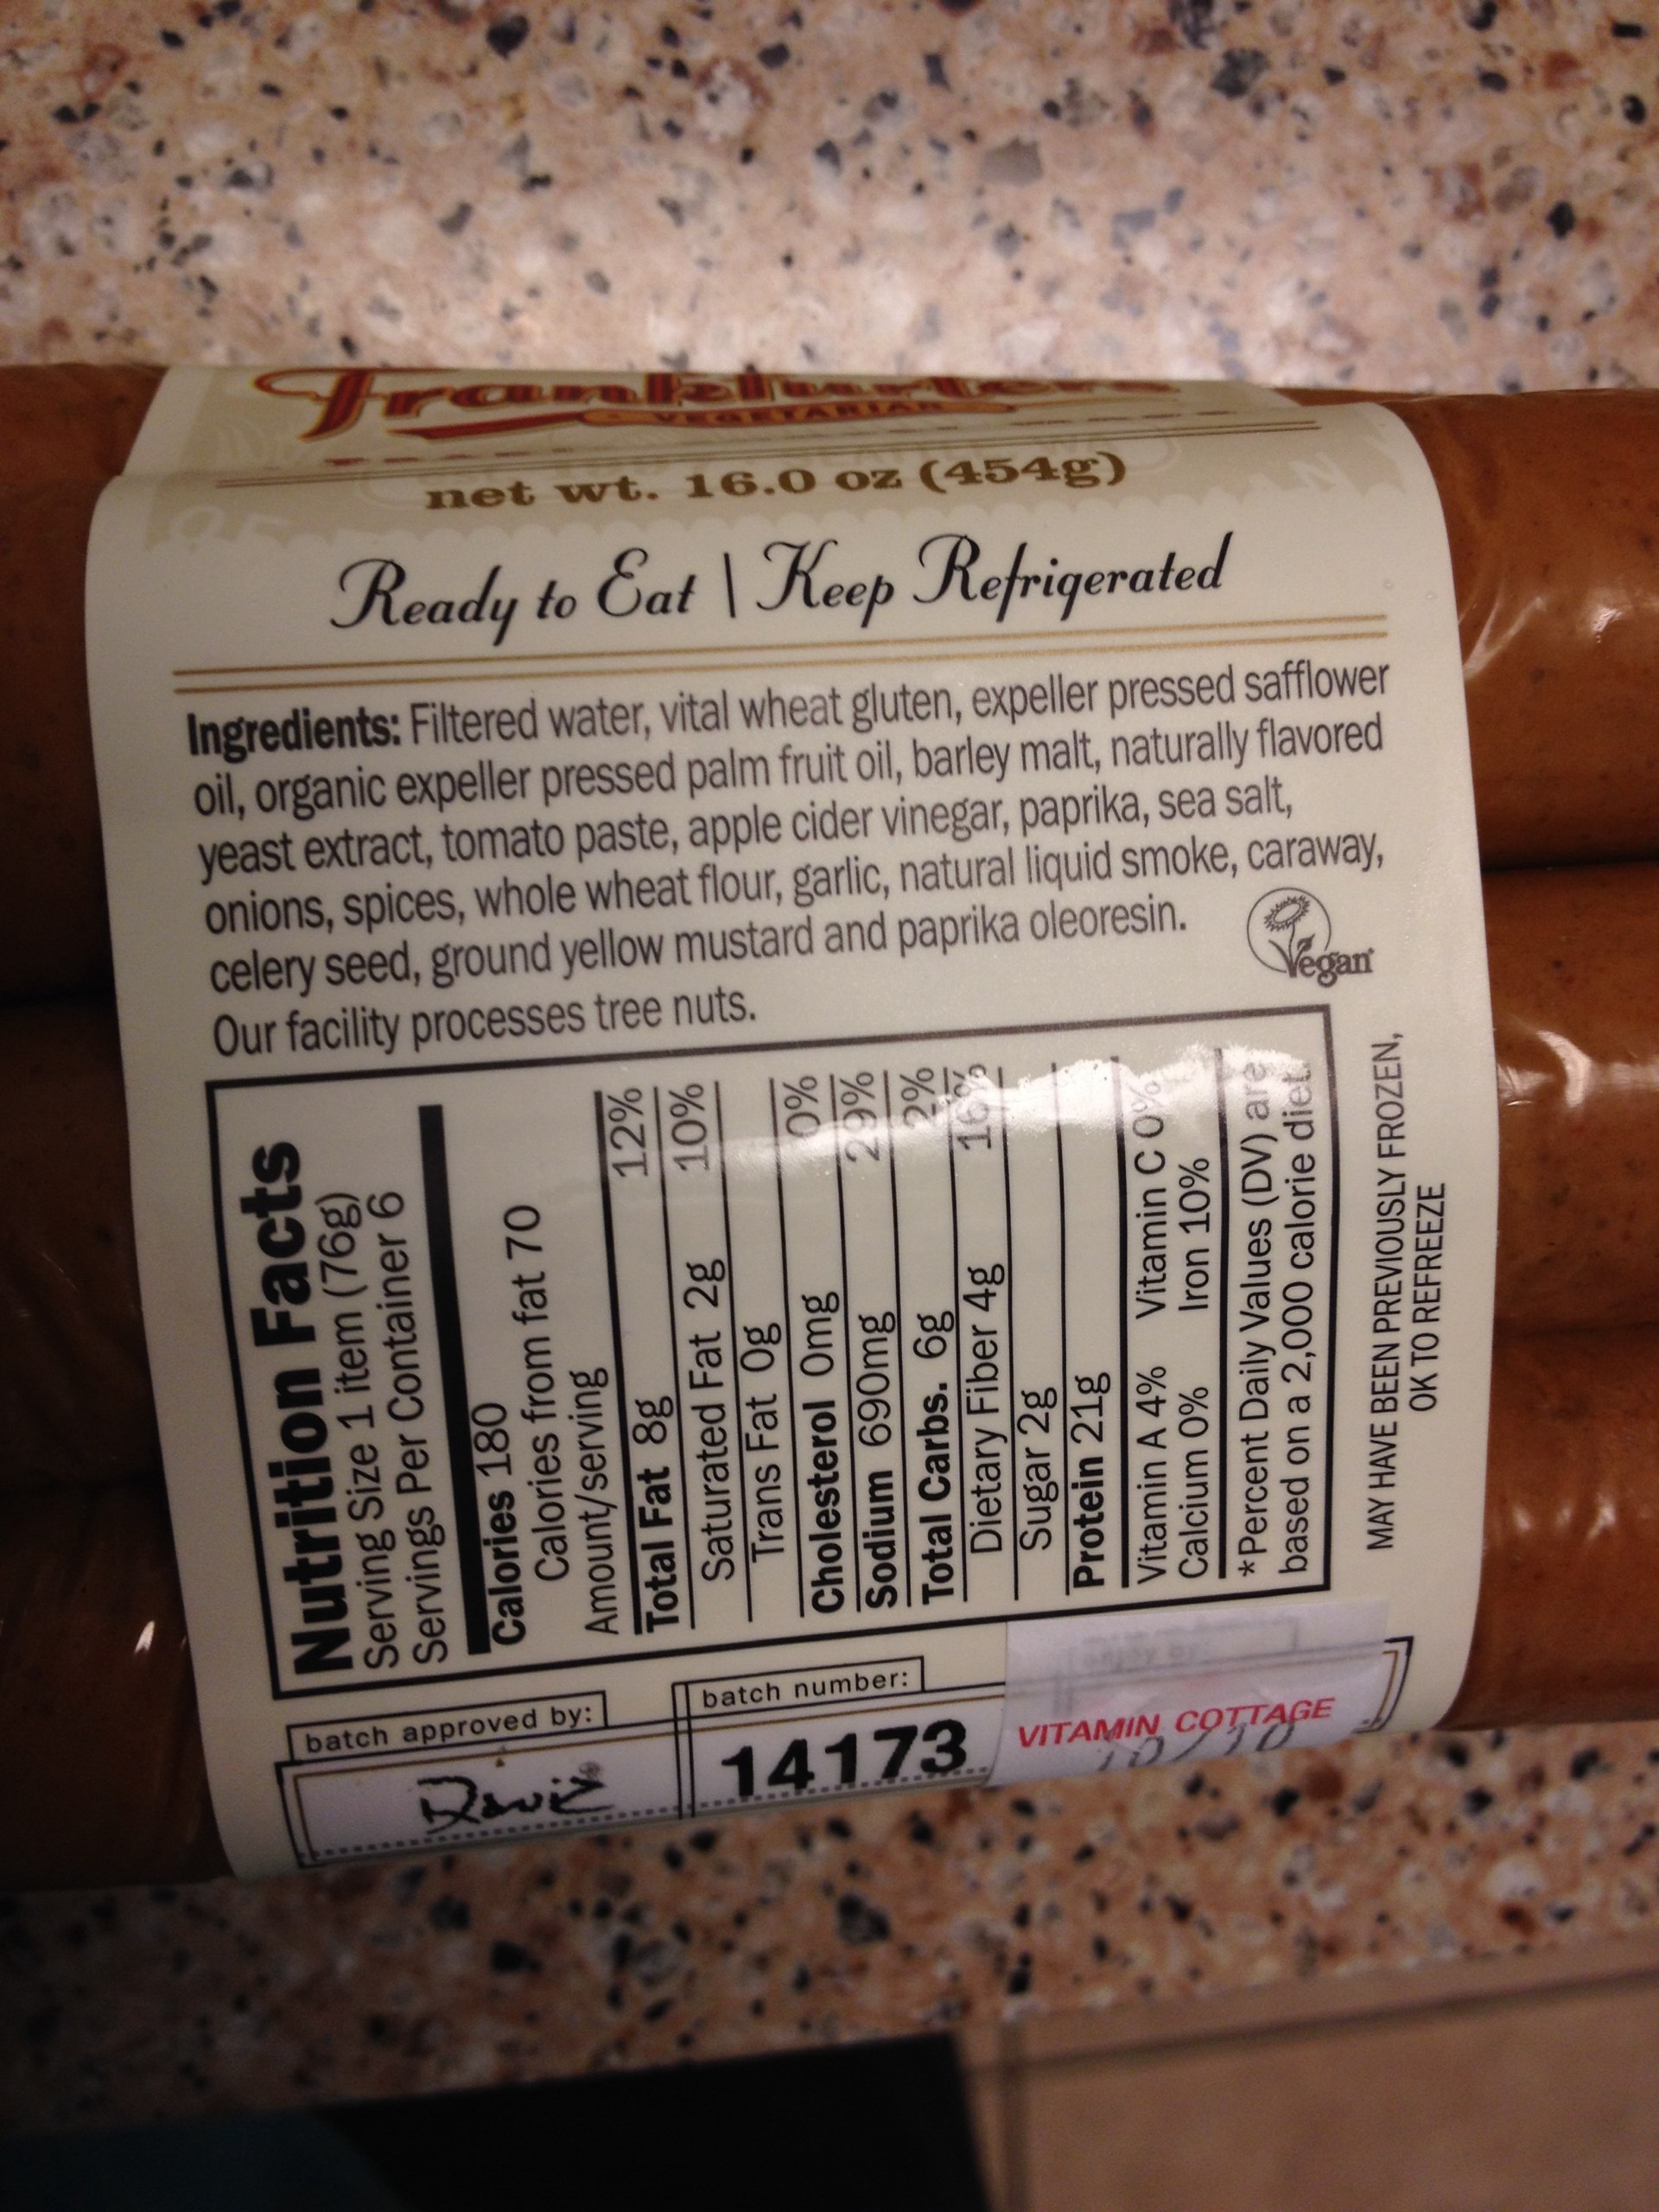 Frankfurters
VEGETARIAN
net wt. 16.0 oz (454g)
Ready to Eat | Keep Refrigerated
Ingredients: Filtered water, vital wheat gluten, expeller pressed safflower
oil, organic expeller pressed palm fruit oil, barley malt, naturally flavored
yeast extract, tomato paste, apple cider vinegar, paprika, sea salt,
onions, spices, whole wheat flour, garlic, natural liquid smoke, caraway,
celery seed, ground yellow mustard and paprika oleoresin.
Our facility processes tree nuts.
Vegan
Nutrition Facts
Serving Size 1 item (76g)
Servings Per Container 6
Calories 180
Calories from fat 70
Amount/serving
Total Fat 8g 12%
Saturated Fat 2g 10%
Trans Fat 0g
Cholesterol 0mg 0%
Sodium 690mg 29%
Total Carbs. 6g 2%
Dietary Fiber 4g 16%
Sugar 2g
Protein 21g
Vitamin A 4% Vitamin C 0%
Calcium 0% Iron 10%
*Percent Daily Values (DV) are
based on a 2,000 calorie diet.
MAY HAVE BEEN PREVIOUSLY FROZEN,
OK TO REFREEZE
batch approved by:
batch number:
14173
enjoy by:
VITAMIN COTTAGE
10/10